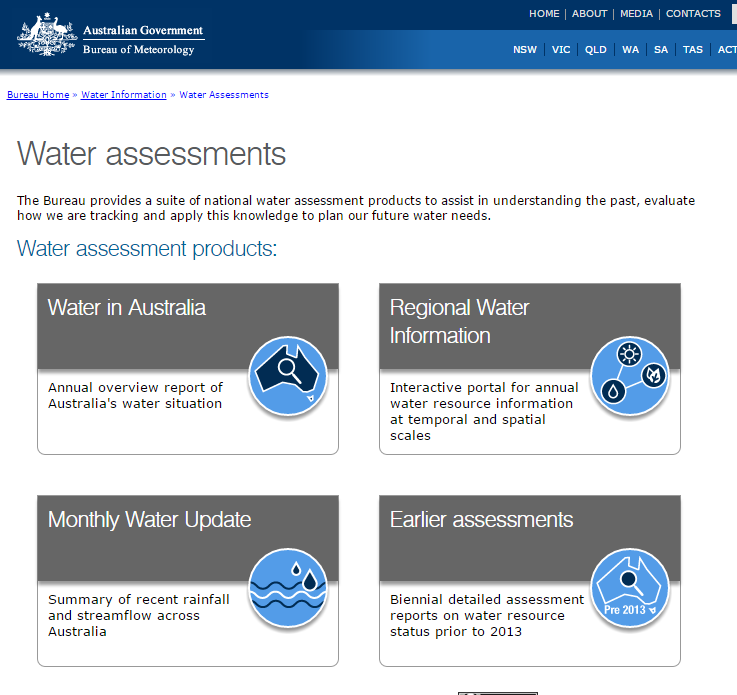 HOME | ABOUT | MEDIA | CONTACTS
Australian Government
Bureau of Meteorology
NSW | VIC | QLD | WA | SA | TAS | ACT
Bureau Home » Water Information » Water Assessments
Water assessments
The Bureau provides a suite of national water assessment products to assist in understanding the past, evaluate
how we are tracking and apply this knowledge to plan our future water needs.
Water assessment products:
Water in Australia
Annual overview report of
Australia's water situation
Regional Water
Information
Interactive portal for annual
water resource information
at temporal and spatial
scales
Monthly Water Update
Summary of recent rainfall
and streamflow across
Australia
Earlier assessments
Pre 2013
Biennial detailed assessment
reports on water resource
status prior to 2013